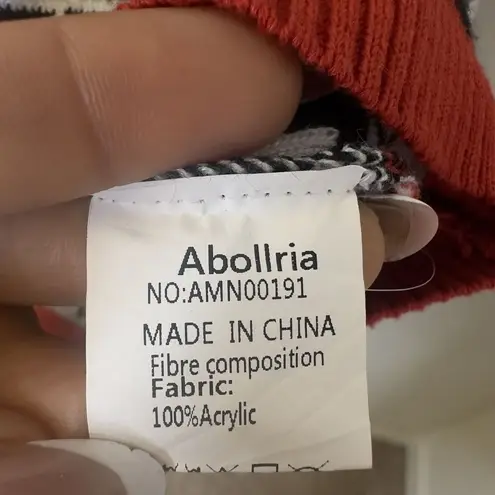 Abollria
NO:AMN00191
MADE IN CHINA
Fibre composition
Fabric:
100%Acrylic